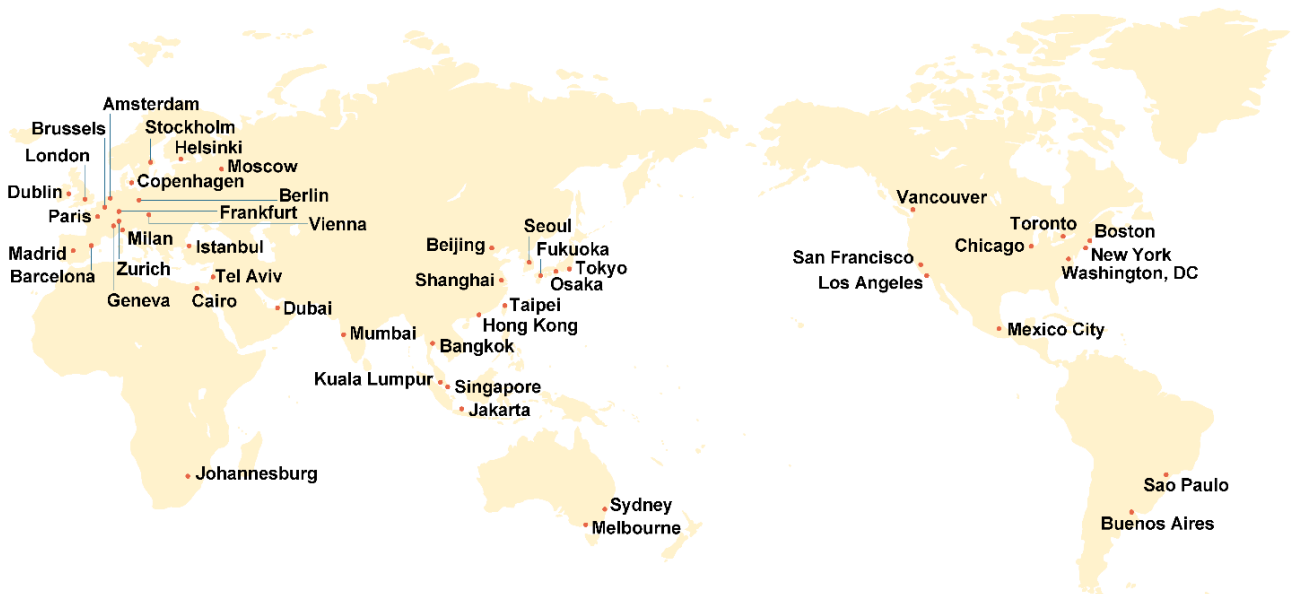 Amsterdam
Brussels
Stockholm
Helsinki
London
Moscow
Copenhagen
Dublin
Berlin
Vancouver
Frankfurt
Paris
Vienna
Toronto
Seoul
Boston
Milan
Istanbul
Beijing
Chicago
Fukuoka
Madrid
New York
San Francisco
Tokyo
Zurich
Washington, DC
Barcelona
Tel Aviv
Shanghai
Los Angeles
Osaka
Geneva
Cairo
Dubai
Taipei
Hong Kong
Mexico City
Mumbai
Bangkok
Kuala Lumpur
Singapore
Jakarta
Johannesburg
Sao Paulo
Sydney
Buenos Aires
Melbourne